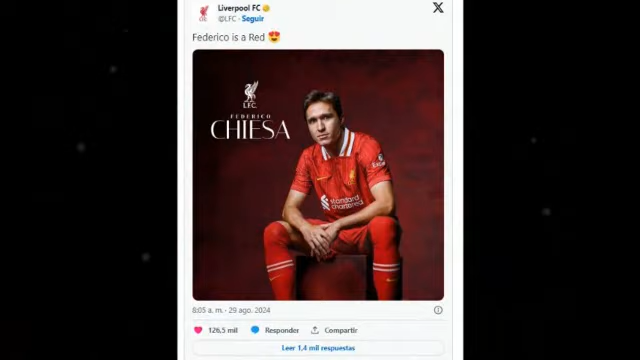 Liverpool FC
@LFC · Seguir
Federico is a Red 😍
L.F.C.
FEDERICO
CHIESA
standard
chartered
8:05 a. m. · 29 ago. 2024
126,5 mil Responder Compartir
Leer 1,4 mil respuestas